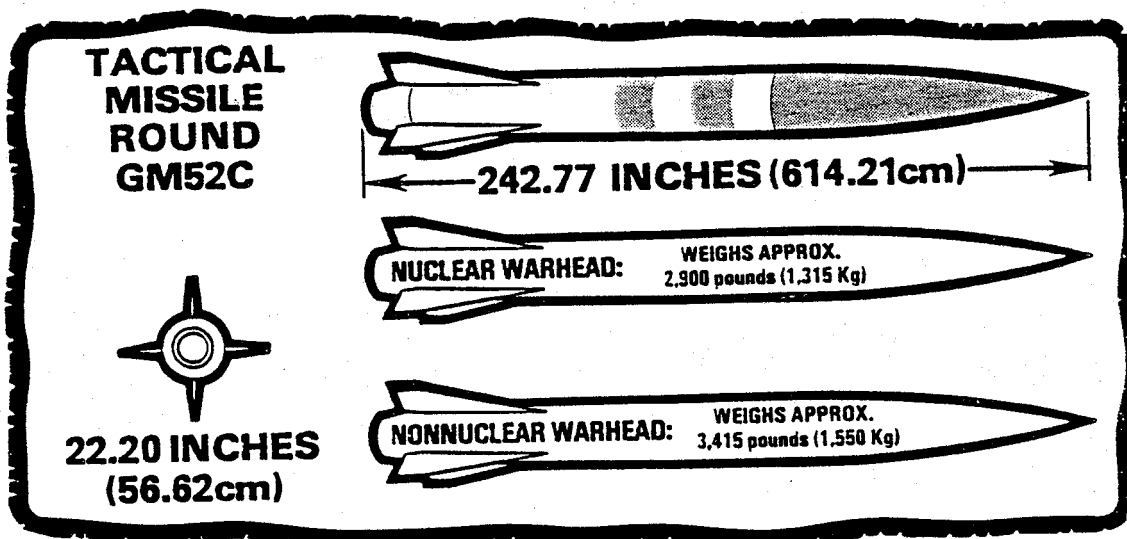 TACTICAL
MISSILE
ROUND
GM52C
242.77 INCHES (614.21cm)
NUCLEAR WARHEAD:
WEIGHS APPROX.
2,900 pounds (1,315 Kg)
22.20 INCHES
(56.62cm)
NONNUCLEAR WARHEAD:
WEIGHS APPROX.
3,415 pounds (1,550 Kg)